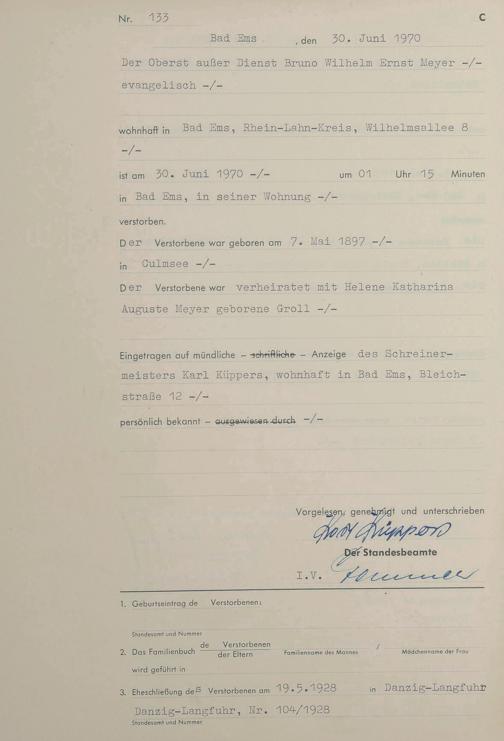 Nr. 133 C
Bad Ems , den 30. Juni 1970
Der Oberst außer Dienst Bruno Wilhelm Ernst Meyer -/-
evangelisch -/-
wohnhaft in Bad Ems, Rhein-Lahn-Kreis, Wilhelmsallee 8
-/-
ist am 30. Juni 1970 -/- um 01 Uhr 15 Minuten
in Bad Ems, in seiner Wohnung -/-
verstorben.
Der Verstorbene war geboren am 7. Mai 1897 -/-
in Culmsee -/-
Der Verstorbene war verheiratet mit Helene Katharina
Auguste Meyer geborene Groll -/-
Eingetragen auf mündliche – schriftliche – Anzeige des Schreiner-
meisters Karl Küppers, wohnhaft in Bad Ems, Bleich-
straße 12 -/-
persönlich bekannt – ausgewiesen durch -/-
Vorgelesen, genehmigt und unterschrieben
Karl Küppers
Der Standesbeamte
I.V.
1. Geburtseintrag de Verstorbenen:
Standesamt und Nummer
2. Das Familienbuch de Verstorbenen / der Eltern Familienname des Mannes / Mädchenname der Frau
wird geführt in
3. Eheschließung des Verstorbenen am 19.5.1928 in Danzig-Langfuhr
Danzig-Langfuhr, Nr. 104/1928
Standesamt und Nummer